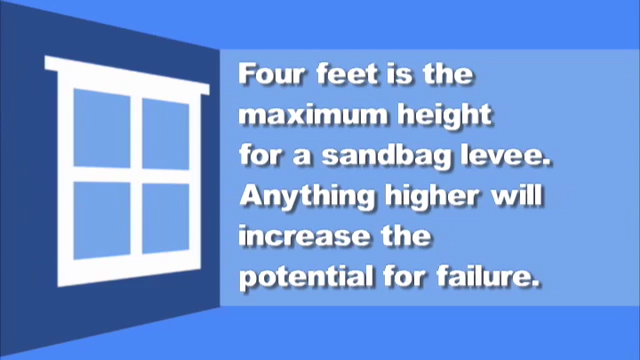 Four feet is the
maximum height
for a sandbag levee.
Anything higher will
increase the
potential for failure.